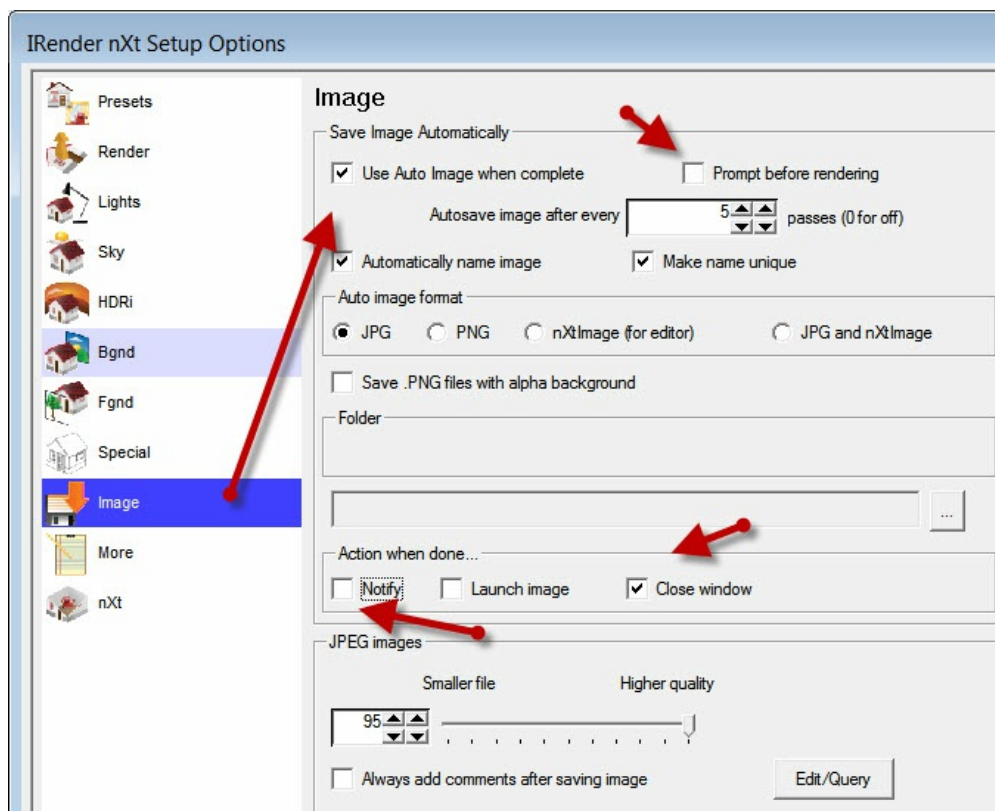 IRender nXt Setup Options
Presets
Render
Lights
Sky
HDRi
Bgnd
Fgnd
Special
Image
More
nXt
Image
Save Image Automatically
Use Auto Image when complete
Prompt before rendering
Autosave image after every 5 passes (0 for off)
Automatically name image
Make name unique
Auto image format
JPG
PNG
nXtImage (for editor)
JPG and nXtImage
Save .PNG files with alpha background
Folder
...
Action when done...
Notify
Launch image
Close window
JPEG images
Smaller file
Higher quality
95
Always add comments after saving image
Edit/Query